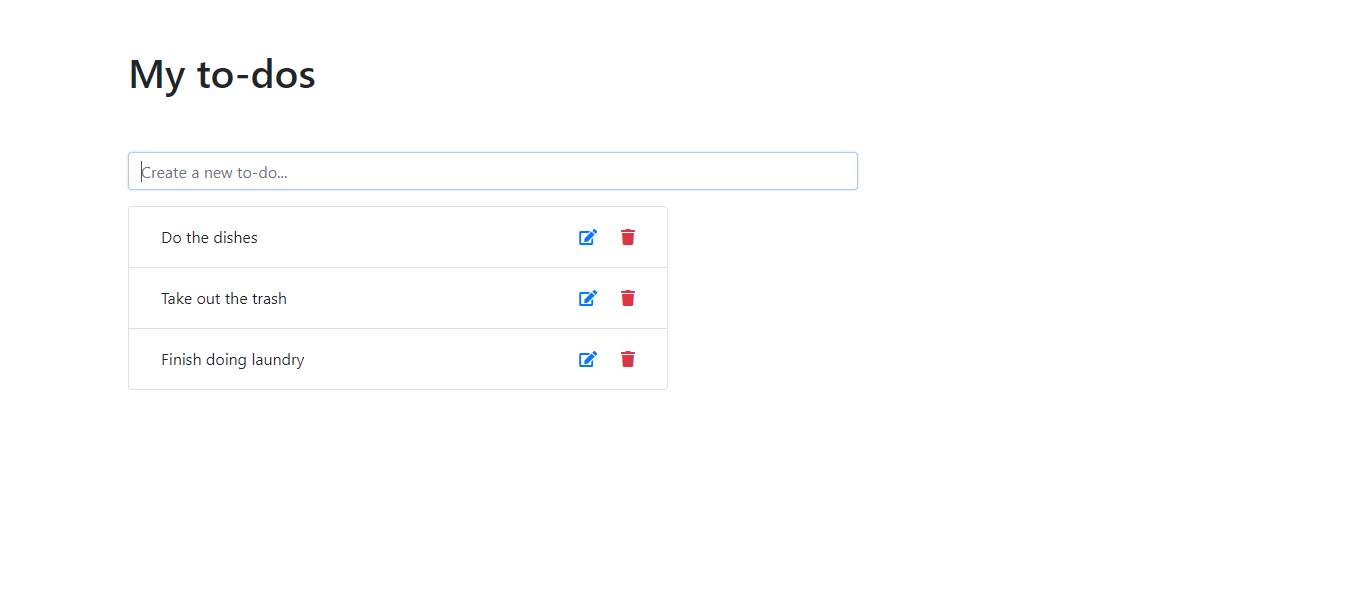 My to-dos
Create a new to-do...
Do the dishes
Take out the trash
Finish doing laundry